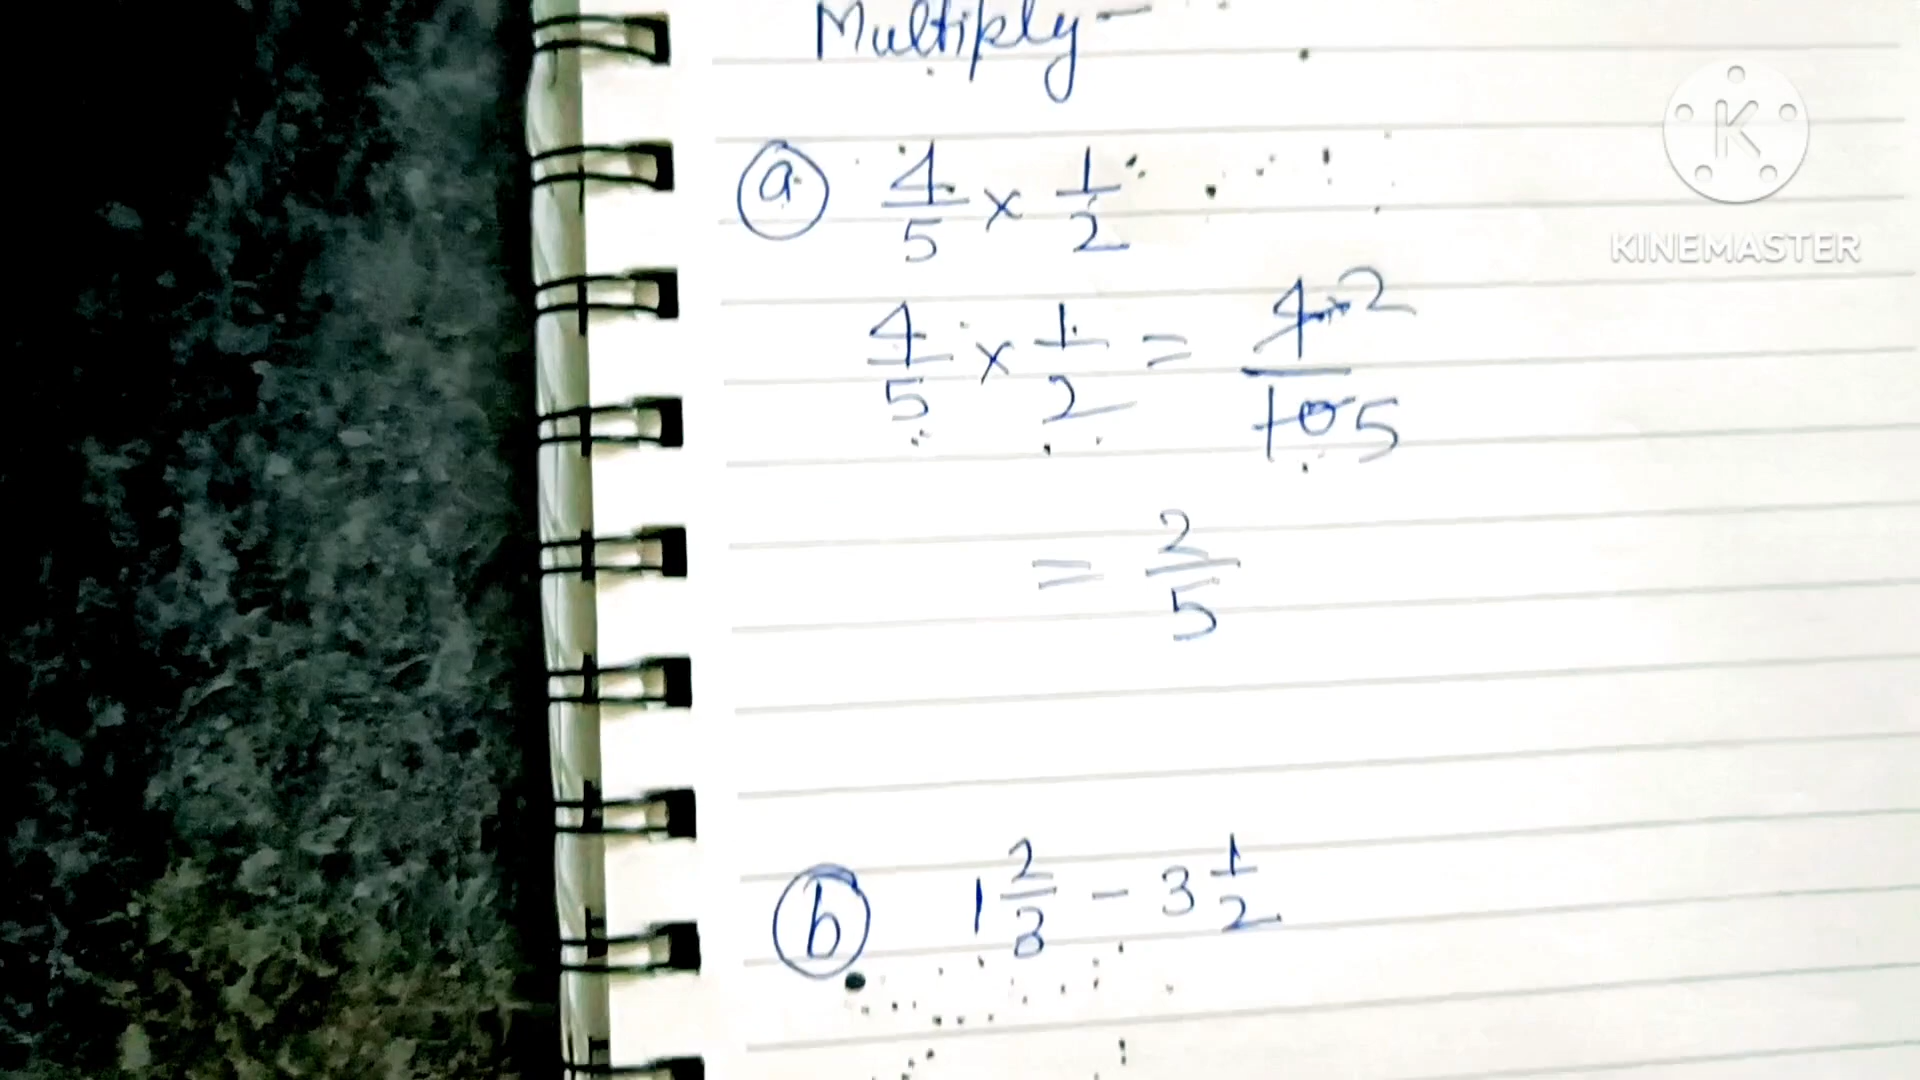 Multiply -
K
KINEMASTER
(a) 4/5 × 1/2
4/5 × 1/2 = 4 2/10 5
= 2/5
(b) 1 2/3 - 3 1/2